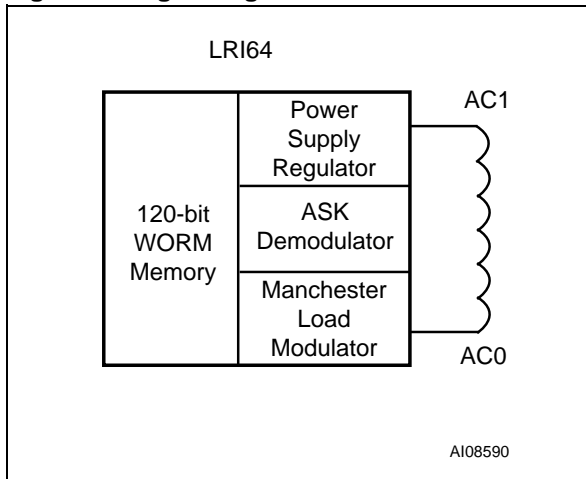 LRI64
120-bit
WORM
Memory
Power
Supply
Regulator
ASK
Demodulator
Manchester
Load
Modulator
AC1
AC0
AI08590